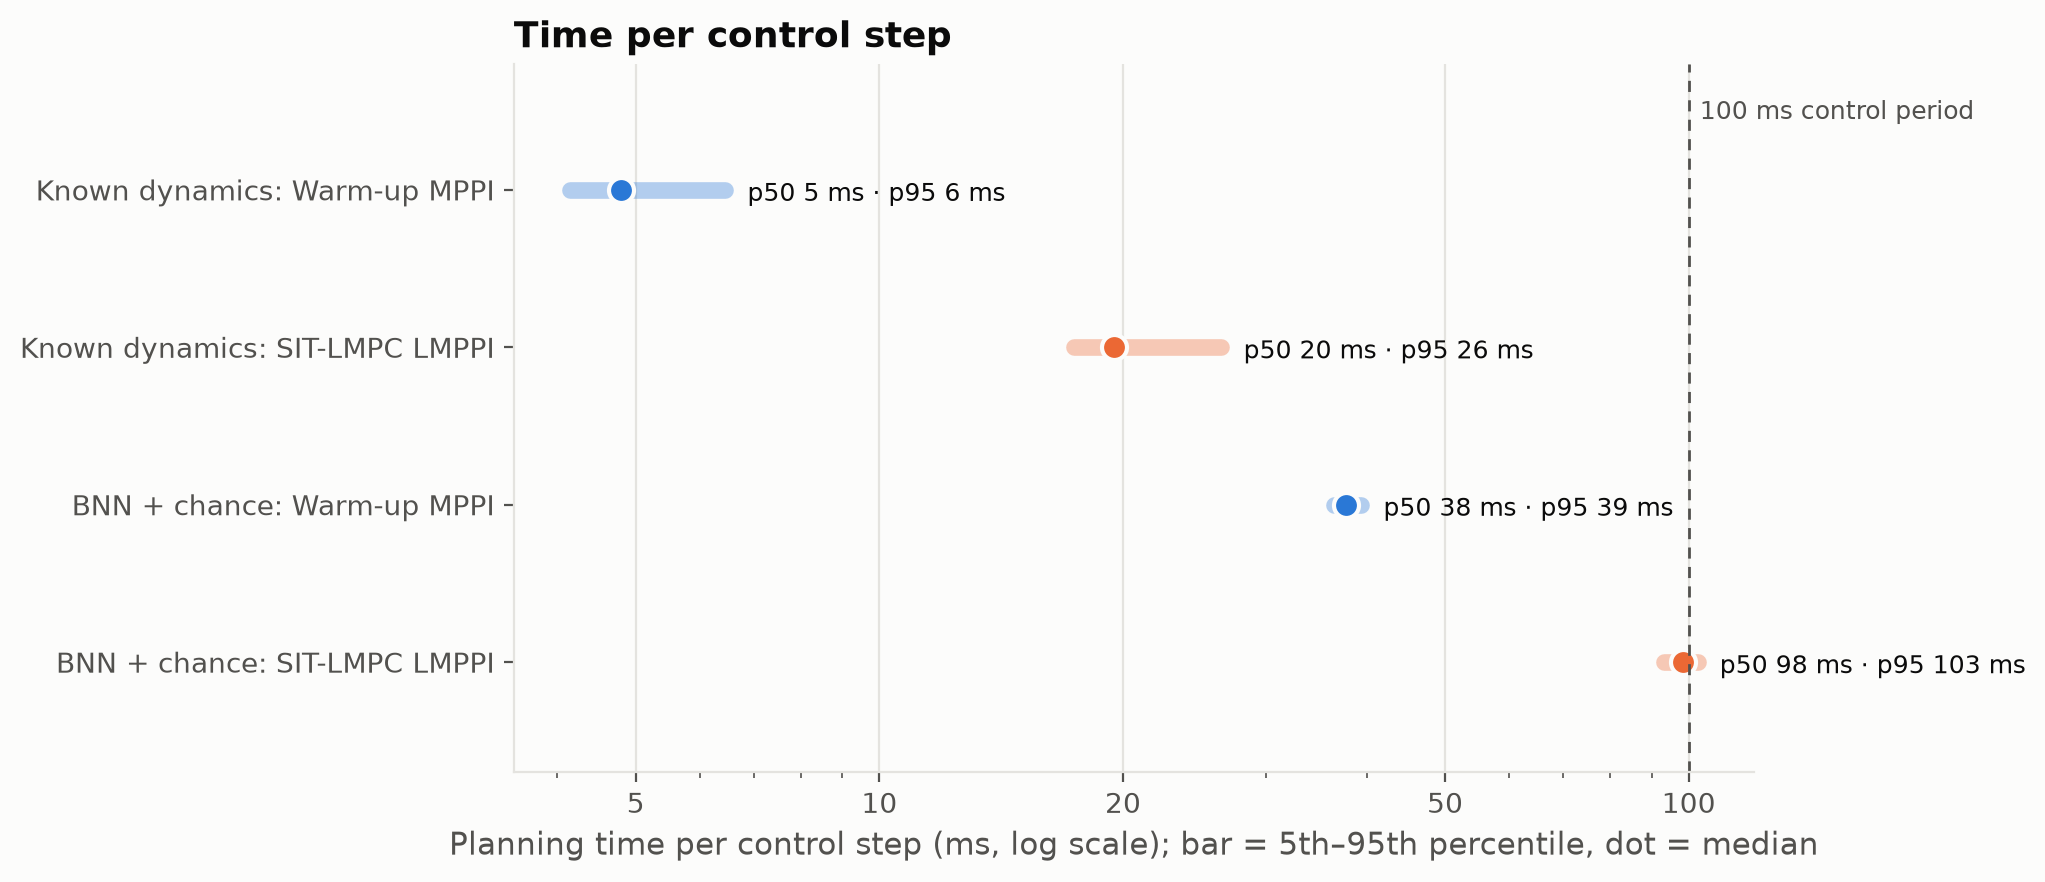 Time per control step
100 ms control period
Known dynamics: Warm-up MPPI
p50 5 ms · p95 6 ms
Known dynamics: SIT-LMPC LMPPI
p50 20 ms · p95 26 ms
BNN + chance: Warm-up MPPI
p50 38 ms · p95 39 ms
BNN + chance: SIT-LMPC LMPPI
p50 98 ms · p95 103 ms
5 10 20 50 100
Planning time per control step (ms, log scale); bar = 5th–95th percentile, dot = median